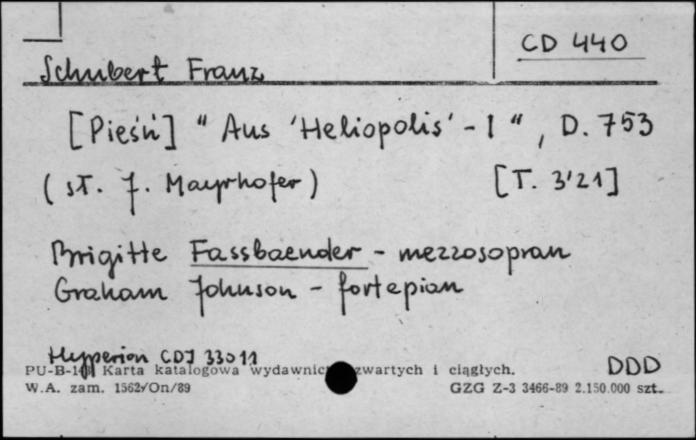 CD 440
Schubert Franz
[Pieśń] " Aus 'Heliopolis' - I ", D. 753
(sł. J. Mayrhofer) [T. 3'21]
Brigitte Fassbaender - mezzosopran
Graham Johnson - fortepian
Hyperion CDJ 33011
PU-B-1 Karta katalogowa wydawnict zwartych i ciągłych. DDD
W.A. zam. 1562/On/89 GZG Z-3 3466-89 2.150.000 szt.